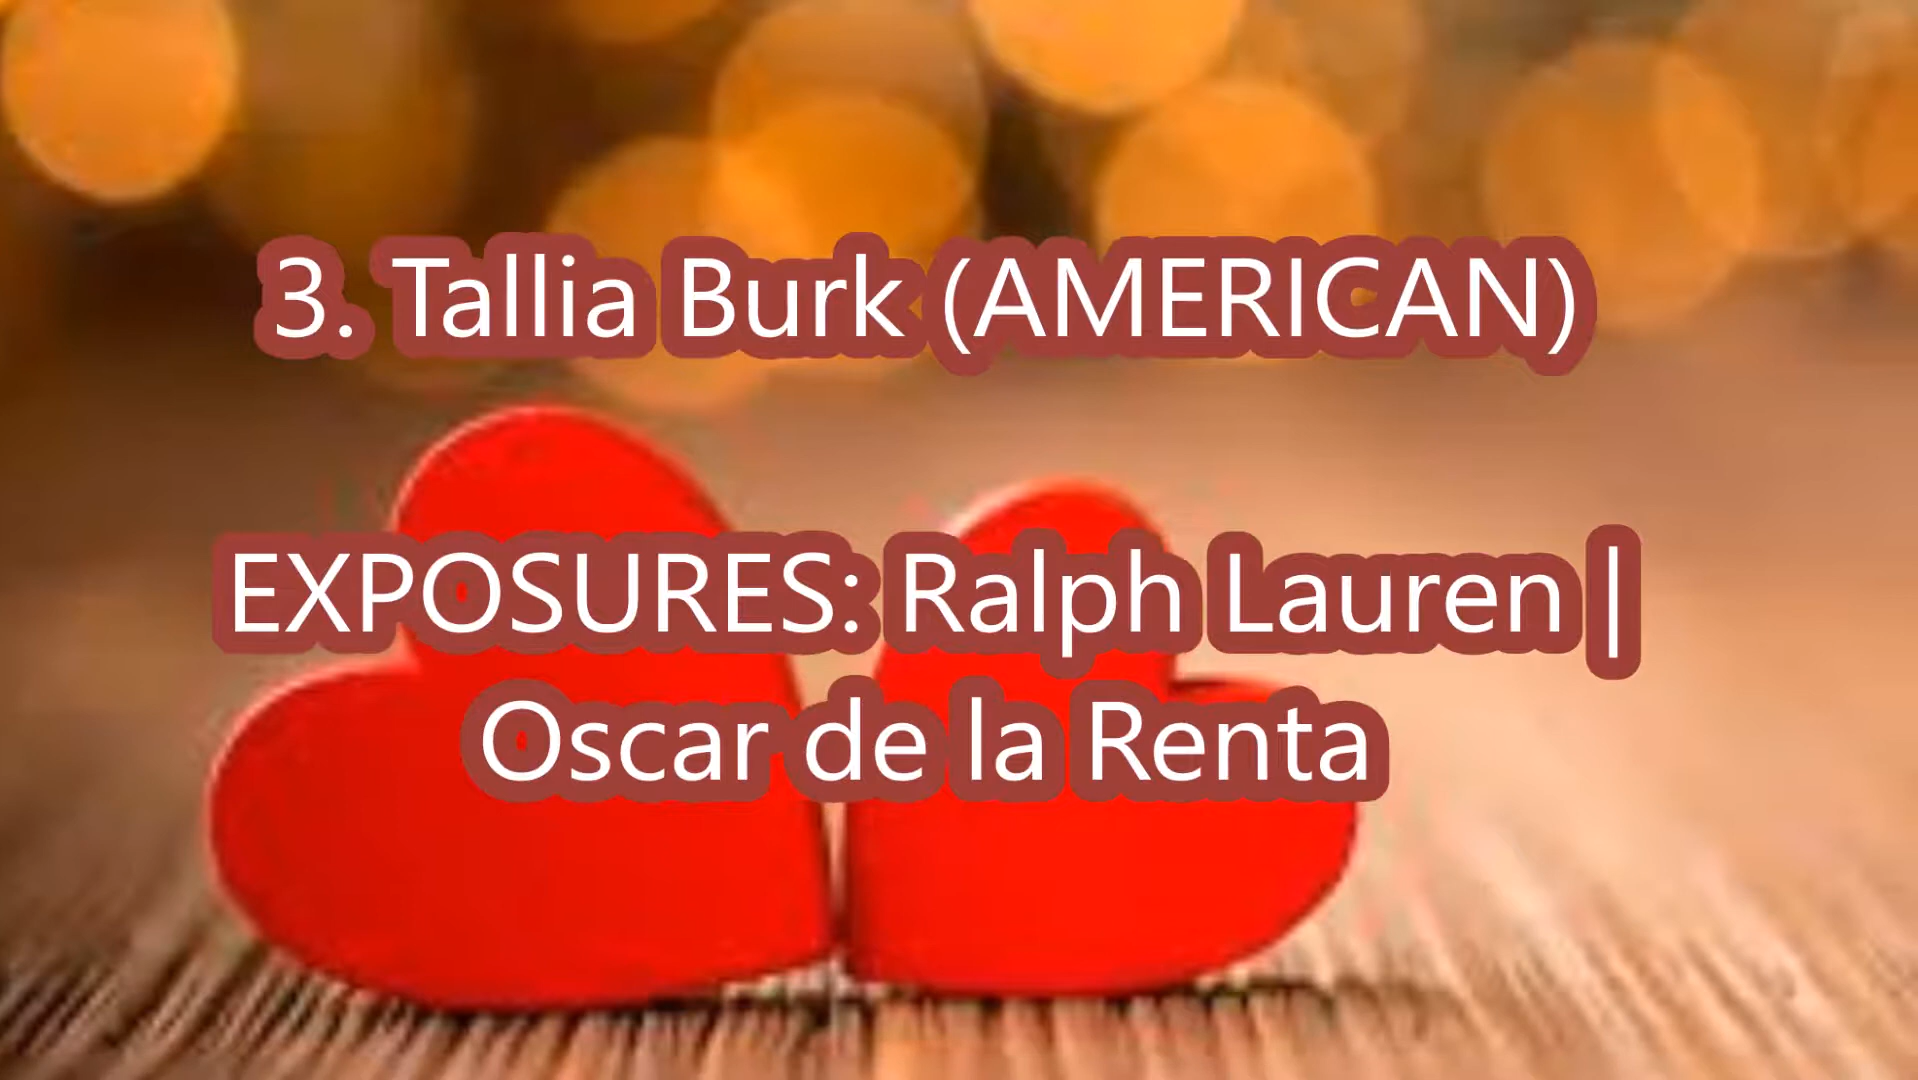 3. Tallia Burk (AMERICAN)
EXPOSURES: Ralph Lauren |
Oscar de la Renta